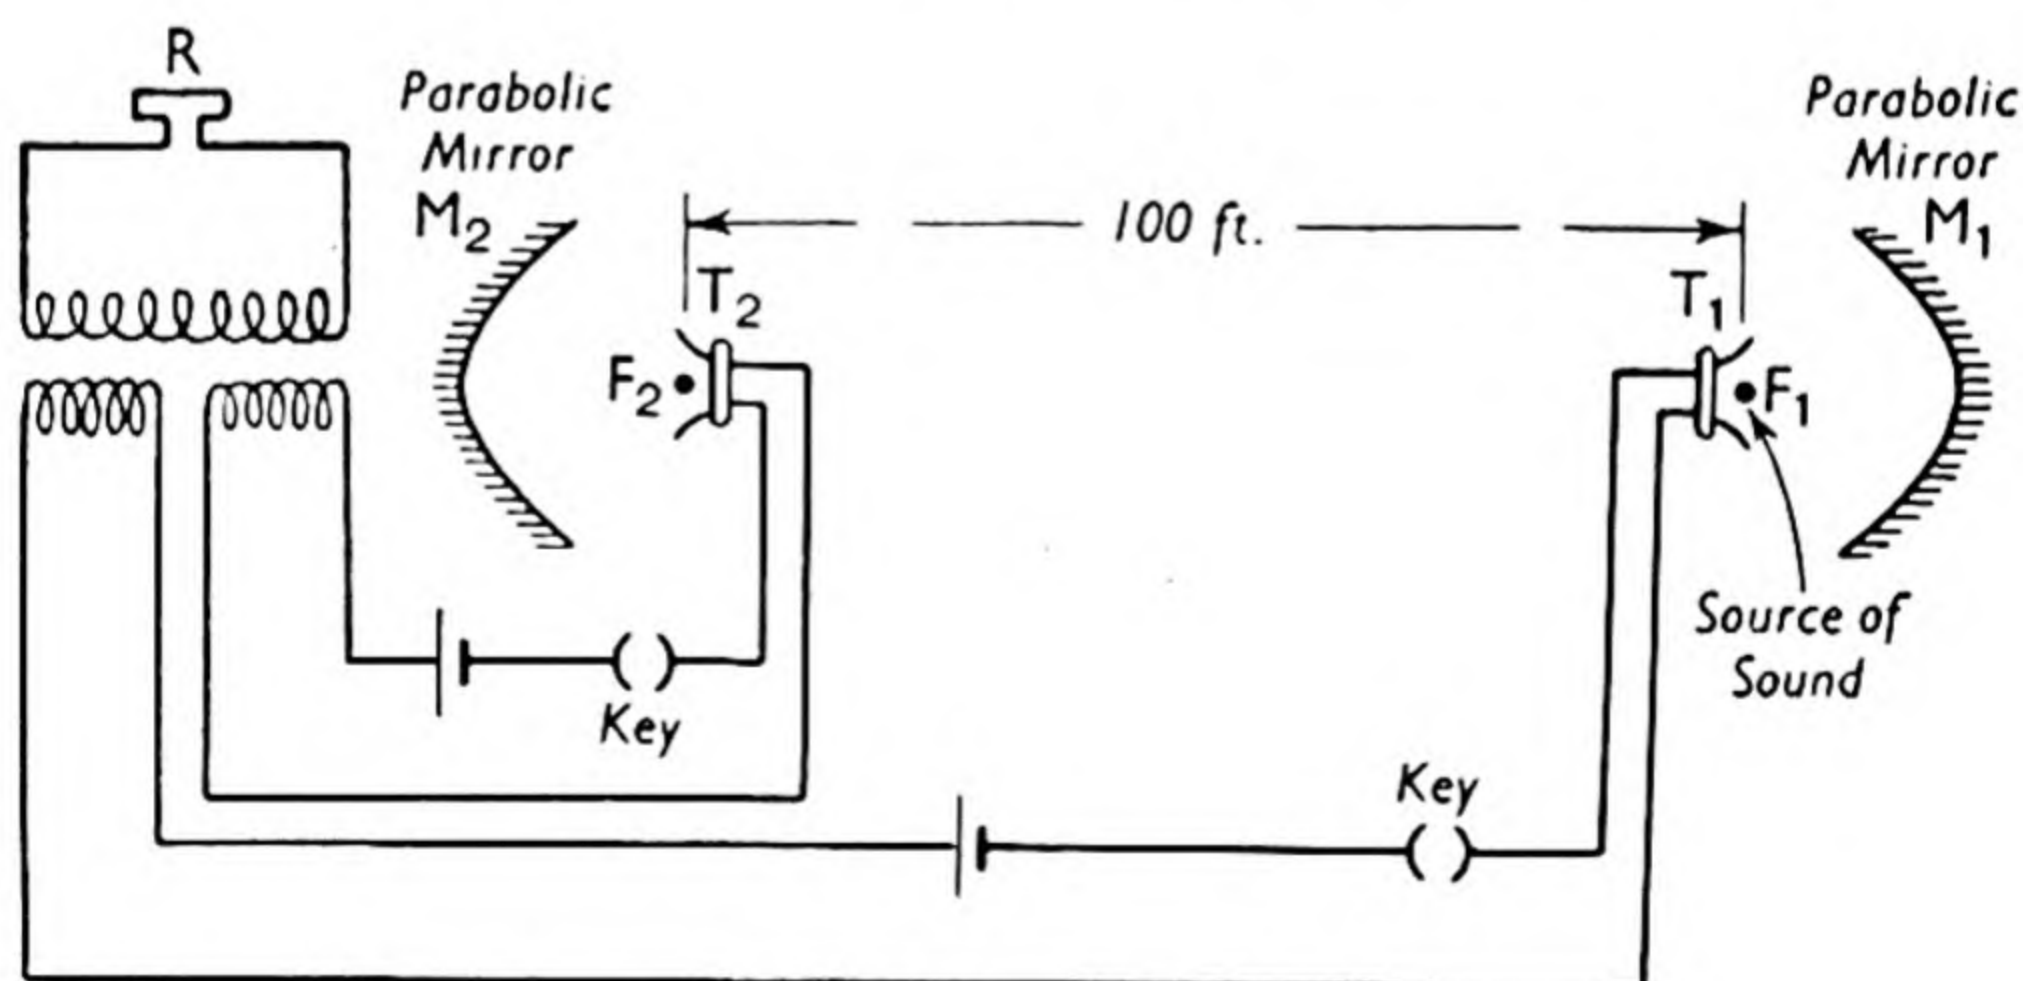 R
Parabolic
Mirror
M2
Parabolic
Mirror
M1
100 ft.
T2
T1
F2
F1
Source of
Sound
Key
Key